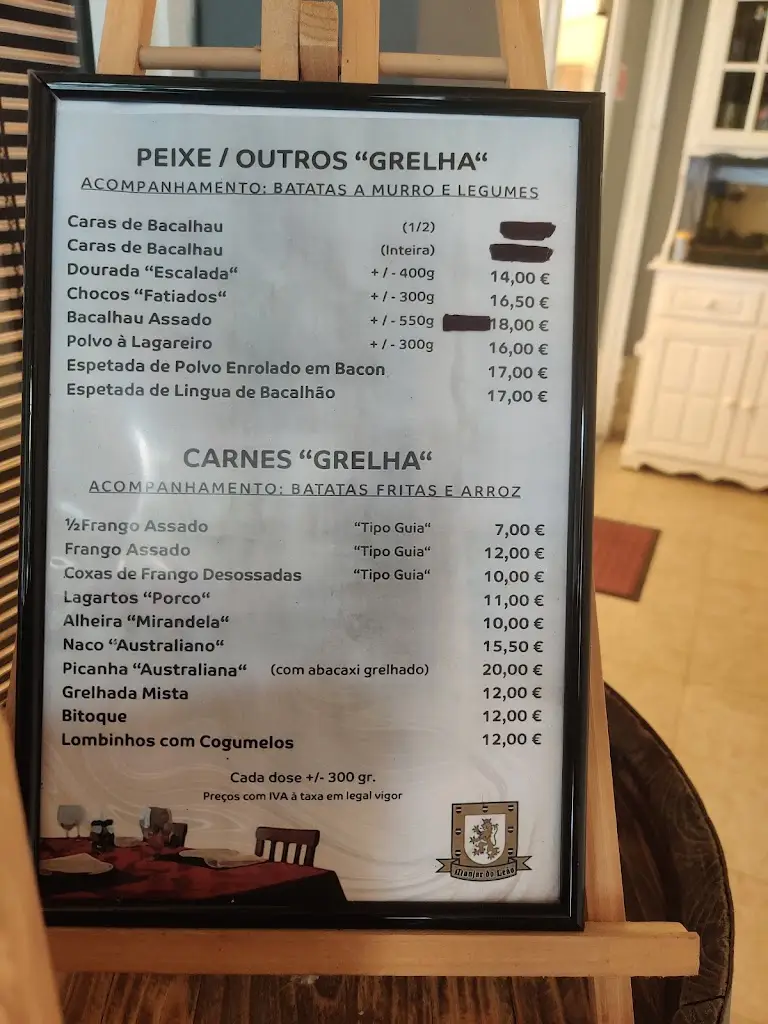 PEIXE / OUTROS “GRELHA“
ACOMPANHAMENTO: BATATAS A MURRO E LEGUMES
Caras de Bacalhau (1/2)
Caras de Bacalhau (Inteira)
Dourada “Escalada“ +/- 400g 14,00 €
Chocos “Fatiados“ +/- 300g 16,50 €
Bacalhau Assado +/- 550g 18,00 €
Polvo à Lagareiro +/- 300g 16,00 €
Espetada de Polvo Enrolado em Bacon 17,00 €
Espetada de Lingua de Bacalhão 17,00 €
CARNES “GRELHA“
ACOMPANHAMENTO: BATATAS FRITAS E ARROZ
½Frango Assado “Tipo Guia“ 7,00 €
Frango Assado “Tipo Guia“ 12,00 €
Coxas de Frango Desossadas “Tipo Guia“ 10,00 €
Lagartos “Porco“ 11,00 €
Alheira “Mirandela“ 10,00 €
Naco “Australiano“ 15,50 €
Picanha “Australiana“ (com abacaxi grelhado) 20,00 €
Grelhada Mista 12,00 €
Bitoque 12,00 €
Lombinhos com Cogumelos 12,00 €
Cada dose +/- 300 gr.
Preços com IVA à taxa em legal vigor
Manjar do Leão